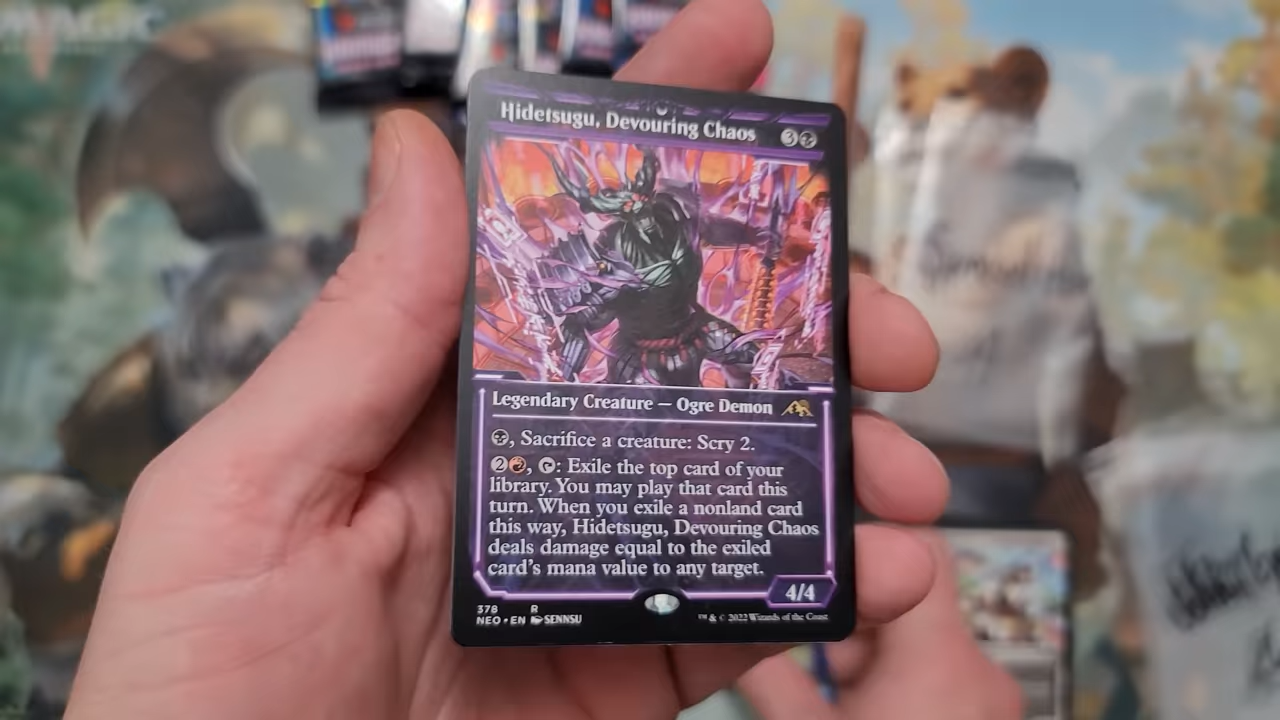 MAGIC
Hidetsugu, Devouring Chaos 3
Legendary Creature — Ogre Demon
, Sacrifice a creature: Scry 2.
2, : Exile the top card of your
library. You may play that card this
turn. When you exile a nonland card
this way, Hidetsugu, Devouring Chaos
deals damage equal to the exiled
card's mana value to any target.
4/4
378 R
NEO • EN SENNSU
™ & © 2022 Wizards of the Coast